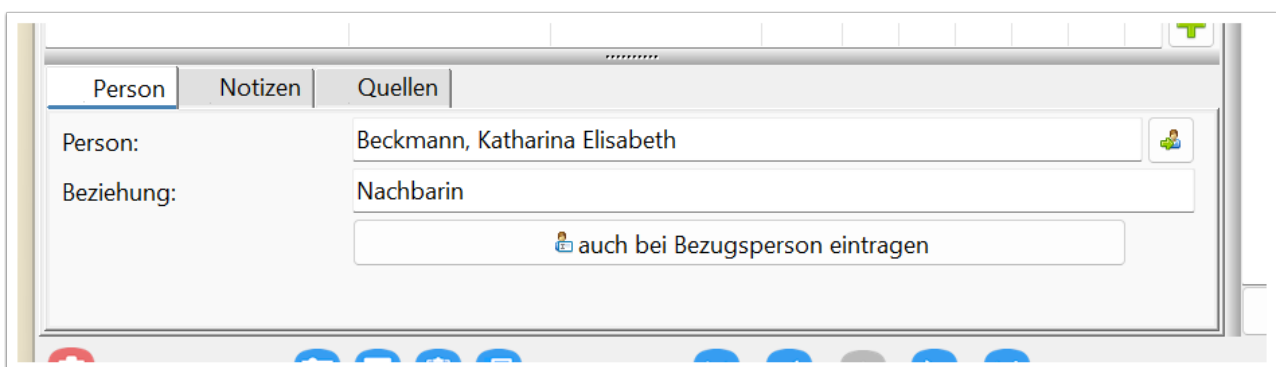 Person Notizen Quellen
Person: Beckmann, Katharina Elisabeth
Beziehung: Nachbarin
auch bei Bezugsperson eintragen